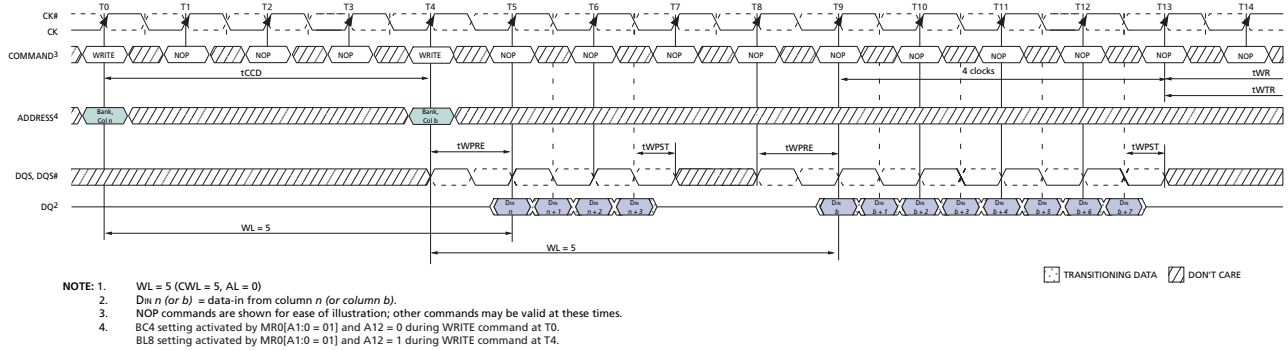 T0 T1 T2 T3 T4 T5 T6 T7 T8 T9 T10 T11 T12 T13 T14
CK#
CK
COMMAND3 WRITE NOP NOP NOP WRITE NOP NOP NOP NOP NOP NOP NOP NOP NOP NOP
tCCD 4 clocks tWR
tWTR
ADDRESS4 Bank, Col n Bank, Col b
tWPRE tWPST tWPRE tWPST
DQS, DQS#
DQ2 DIN n DIN n + 1 DIN n + 2 DIN n + 3 DIN b DIN b + 1 DIN b + 2 DIN b + 3 DIN b + 4 DIN b + 5 DIN b + 6 DIN b + 7
WL = 5
WL = 5
TRANSITIONING DATA DON'T CARE
NOTE: 1. WL = 5 (CWL = 5, AL = 0)
2. DIN n (or b) = data-in from column n (or column b).
3. NOP commands are shown for ease of illustration; other commands may be valid at these times.
4. BC4 setting activated by MR0[A1:0 = 01] and A12 = 0 during WRITE command at T0.
BL8 setting activated by MR0[A1:0 = 01] and A12 = 1 during WRITE command at T4.